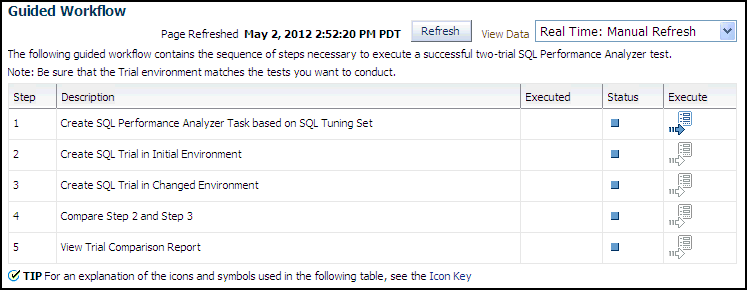 Guided Workflow
Page Refreshed May 2, 2012 2:52:20 PM PDT Refresh View Data Real Time: Manual Refresh
The following guided workflow contains the sequence of steps necessary to execute a successful two-trial SQL Performance Analyzer test.
Note: Be sure that the Trial environment matches the tests you want to conduct.
Step Description Executed Status Execute
1 Create SQL Performance Analyzer Task based on SQL Tuning Set
2 Create SQL Trial in Initial Environment
3 Create SQL Trial in Changed Environment
4 Compare Step 2 and Step 3
5 View Trial Comparison Report
TIP For an explanation of the icons and symbols used in the following table, see the Icon Key